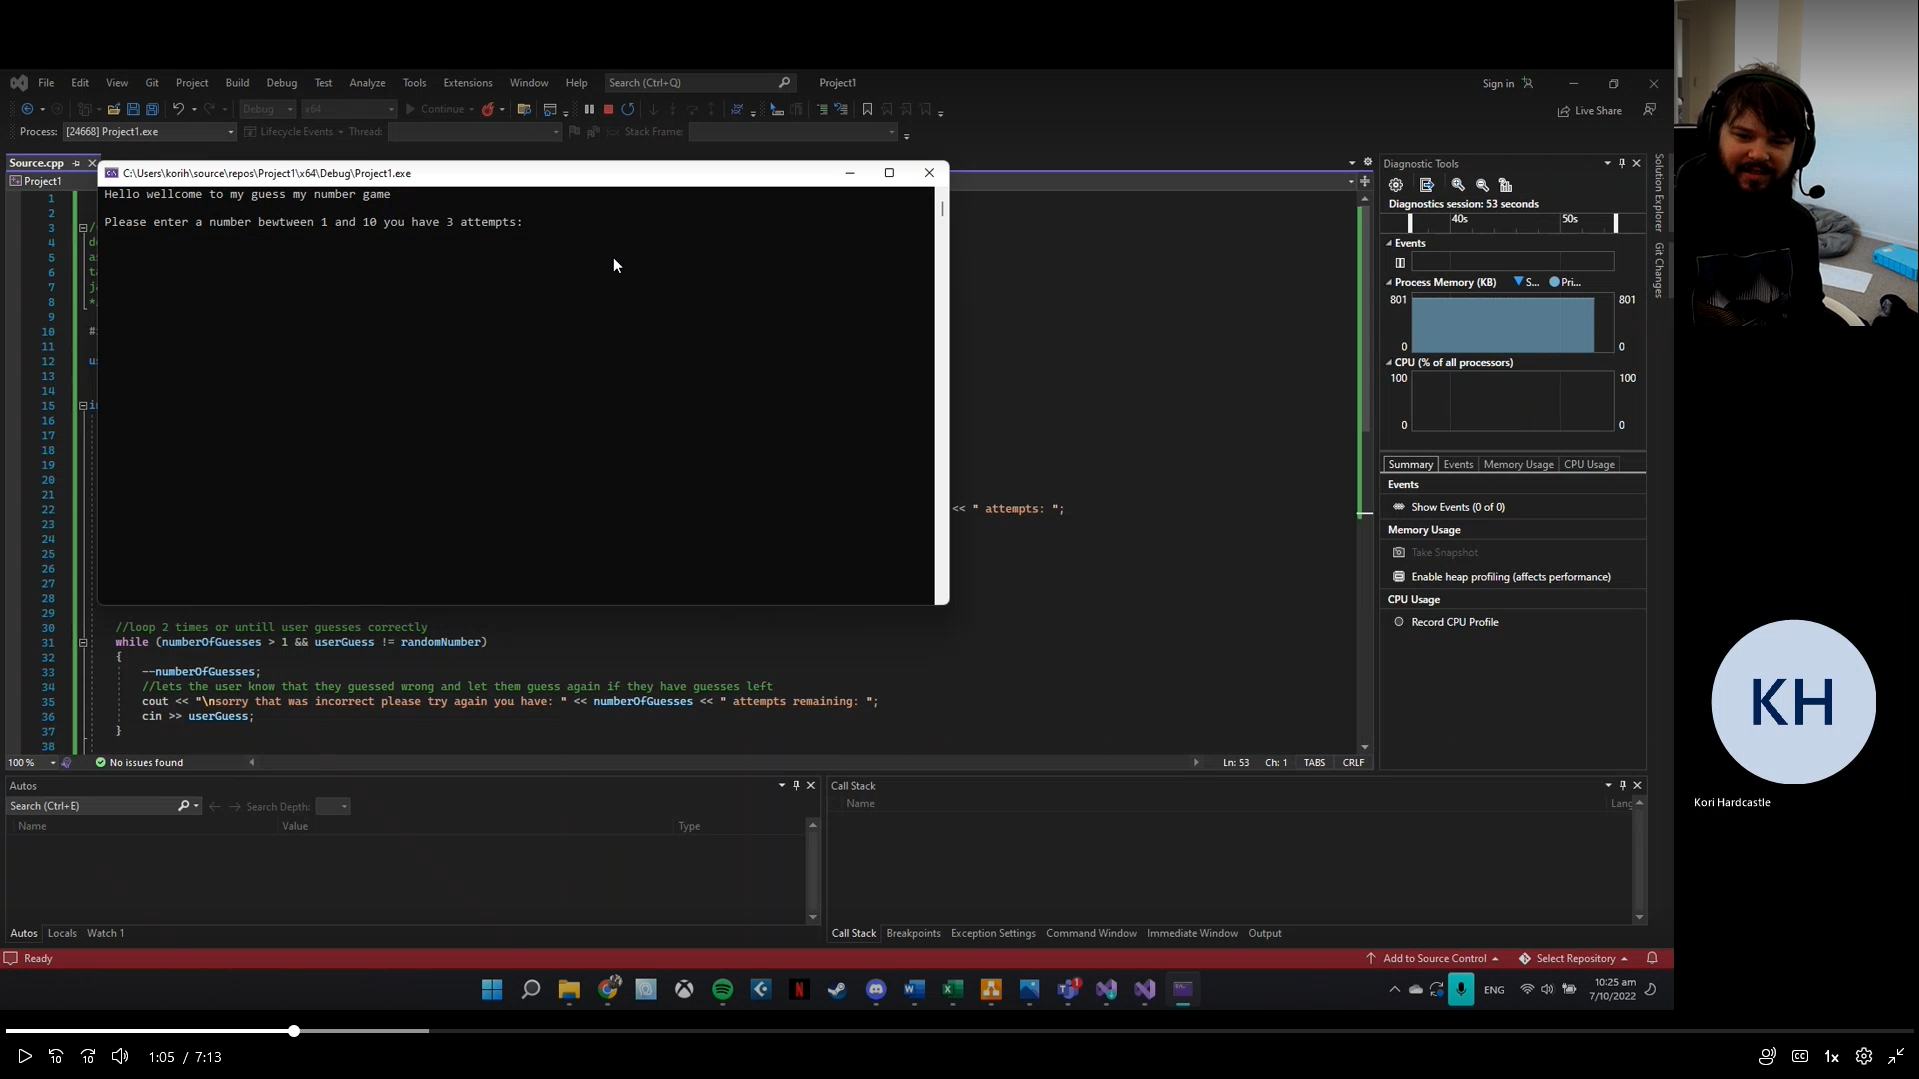 File Edit View Git Project Build Debug Test Analyze Tools Extensions Window Help Search (Ctrl+Q) Project1 Sign in
Debug x64 Continue Live Share
Process: [24668] Project1.exe Lifecycle Events Thread: Stack Frame:
Source.cpp
Project1
C:\Users\korih\source\repos\Project1\x64\Debug\Project1.exe
Hello wellcome to my guess my number game
Please enter a number bewtween 1 and 10 you have 3 attempts:
1
2
3
4
5
6
7
8
9
10
11
12
13
14
15
16
17
18
19
20
21
22 << " attempts: ";
23
24
25
26
27
28
29
30 //loop 2 times or untill user guesses correctly
31 while (numberOfGuesses > 1 && userGuess != randomNumber)
32 {
33 --numberOfGuesses;
34 //lets the user know that they guessed wrong and let them guess again if they have guesses left
35 cout << "\nsorry that was incorrect please try again you have: " << numberOfGuesses << " attempts remaining: ";
36 cin >> userGuess;
37 }
38
100 % No issues found Ln: 53 Ch: 1 TABS CRLF
Diagnostic Tools
Diagnostics session: 53 seconds
40s 50s
Events
Process Memory (KB) S... Pri...
801 801
0 0
CPU (% of all processors)
100 100
0 0
Summary Events Memory Usage CPU Usage
Events
Show Events (0 of 0)
Memory Usage
Take Snapshot
Enable heap profiling (affects performance)
CPU Usage
Record CPU Profile
Solution Explorer
Git Changes
Autos
Search (Ctrl+E) Search Depth:
Name Value Type
Autos Locals Watch 1
Call Stack
Name Lang
Call Stack Breakpoints Exception Settings Command Window Immediate Window Output
Ready Add to Source Control Select Repository
ENG 10:25 am
7/10/2022
KH
Kori Hardcastle
1:05 / 7:13
1x